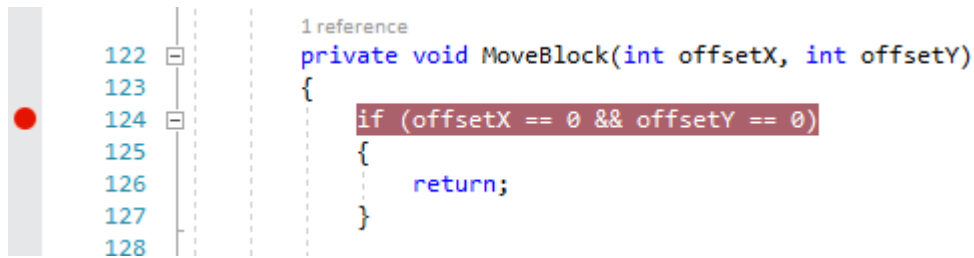 1 reference
122 private void MoveBlock(int offsetX, int offsetY)
123 {
124 if (offsetX == 0 && offsetY == 0)
125 {
126 return;
127 }
128